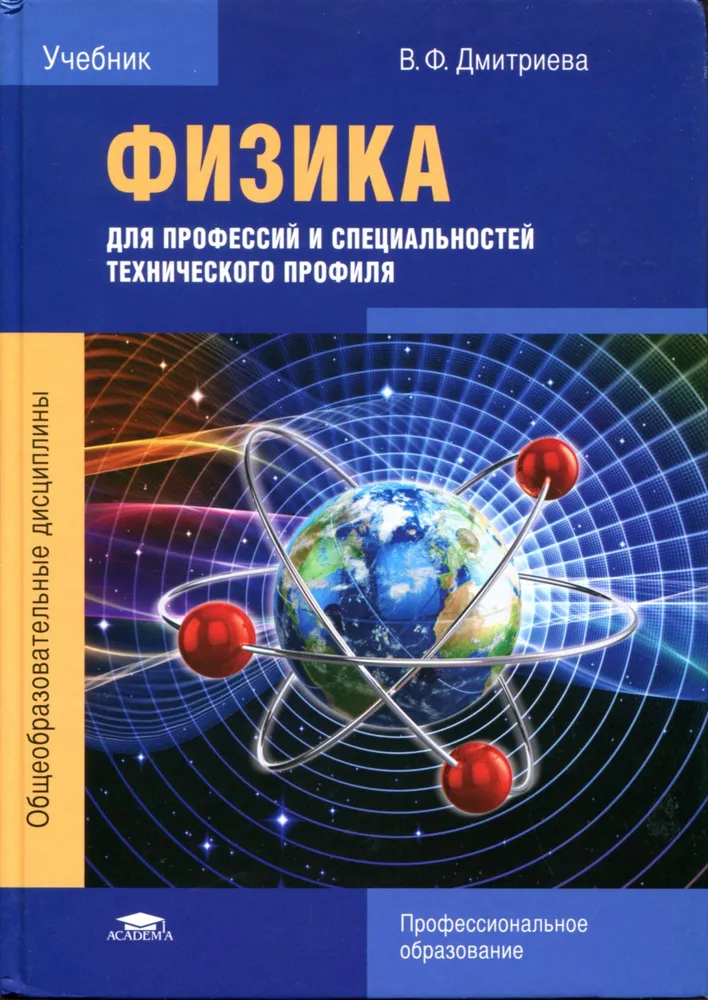 Учебник
В. Ф. Дмитриева
ФИЗИКА
ДЛЯ ПРОФЕССИЙ И СПЕЦИАЛЬНОСТЕЙ
ТЕХНИЧЕСКОГО ПРОФИЛЯ
Общеобразовательные дисциплины
ACADEMA
Профессиональное
образование